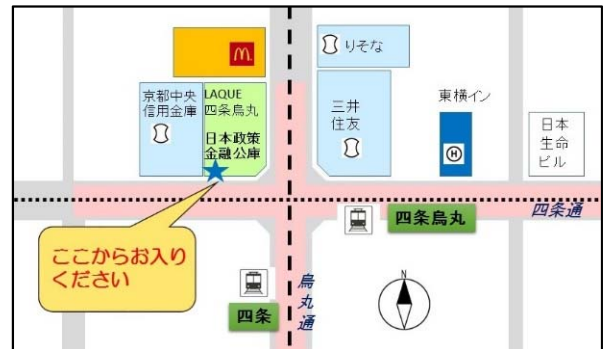 m
りそな
京都中央
信用金庫
LAQUE
四条烏丸
日本政策
金融公庫
三井
住友
東横イン
H
日本
生命
ビル
四条烏丸
四条通
ここからお入り
ください
四条
烏
丸
通
N